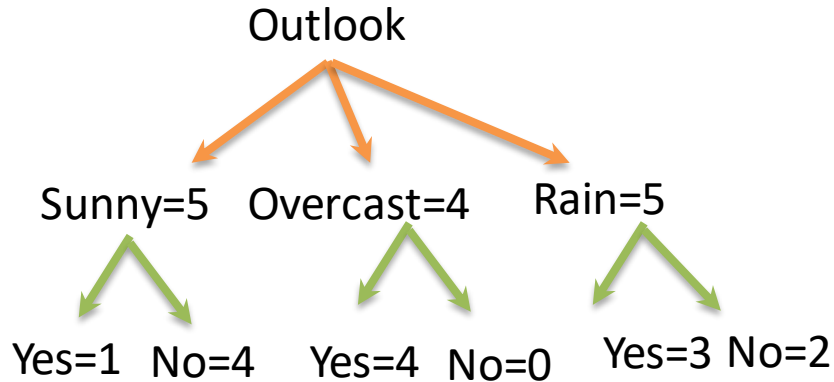 Outlook
Sunny=5 Overcast=4 Rain=5
Yes=1 No=4 Yes=4 No=0 Yes=3 No=2